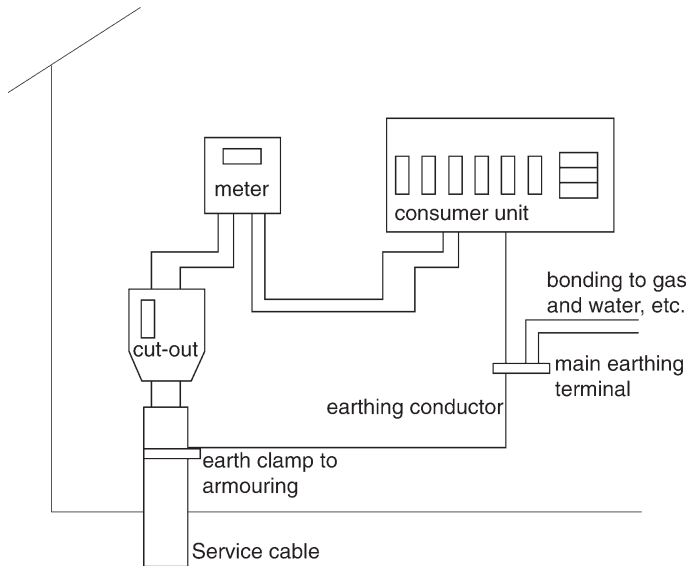 meter
consumer unit
bonding to gas
and water, etc.
cut-out
main earthing
terminal
earthing conductor
earth clamp to
armouring
Service cable